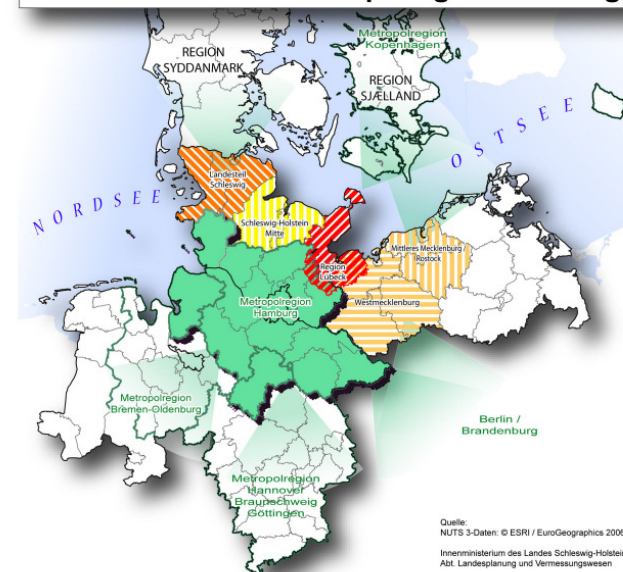 Metropolregion
Kopenhagen
REGION
SYDDANMARK
REGION
SJÆLLAND
OSTSEE
NORDSEE
Landesteil
Schleswig
Schleswig-Holstein
Mitte
Mittleres Mecklenburg /
Rostock
Region
Lübeck
Westmecklenburg
Metropolregion
Hamburg
Metropolregion
Bremen-Oldenburg
Berlin /
Brandenburg
Metropolregion
Hannover
Braunschweig
Göttingen
Quelle:
NUTS 3-Daten: © ESRI / EuroGeographics 2006
Innenministerium des Landes Schleswig-Holstein
Abt. Landesplanung und Vermessungswesen